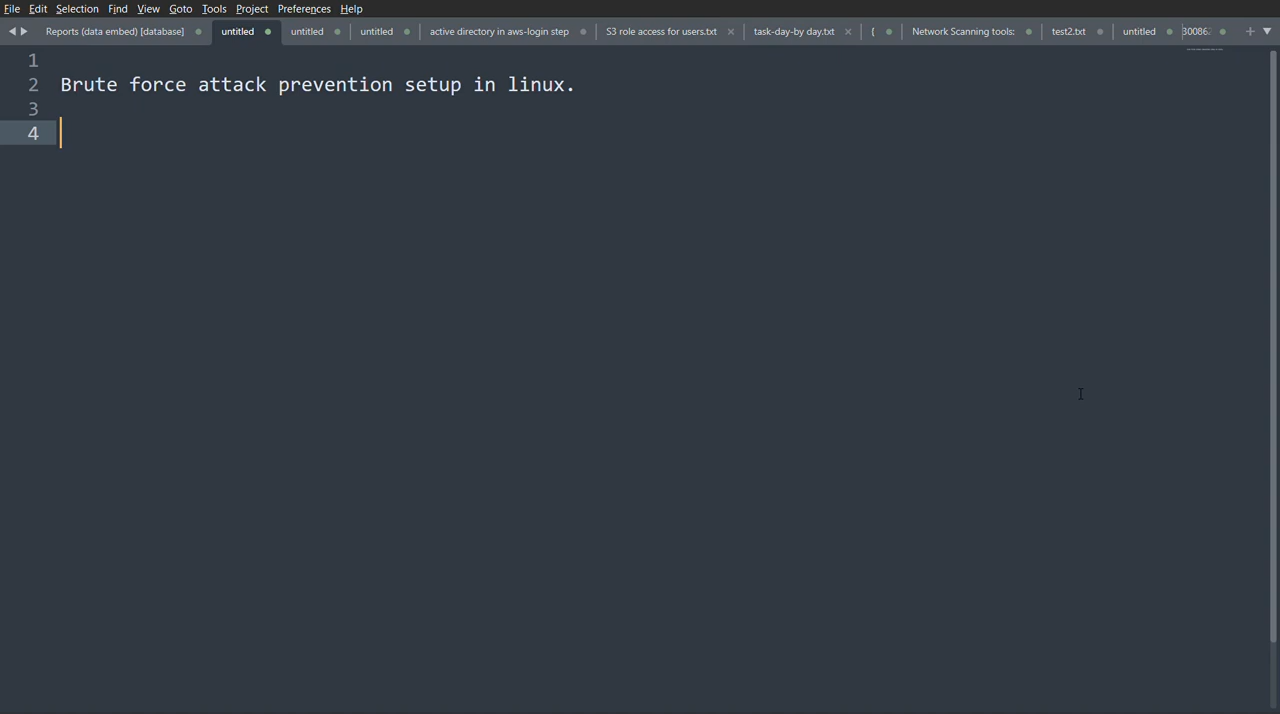 File Edit Selection Find View Goto Tools Project Preferences Help
Reports (data embed) [database] untitled untitled untitled active directory in aws-login step S3 role access for users.txt task-day-by day.txt { Network Scanning tools: test2.txt untitled
1
2 Brute force attack prevention setup in linux.
3
4